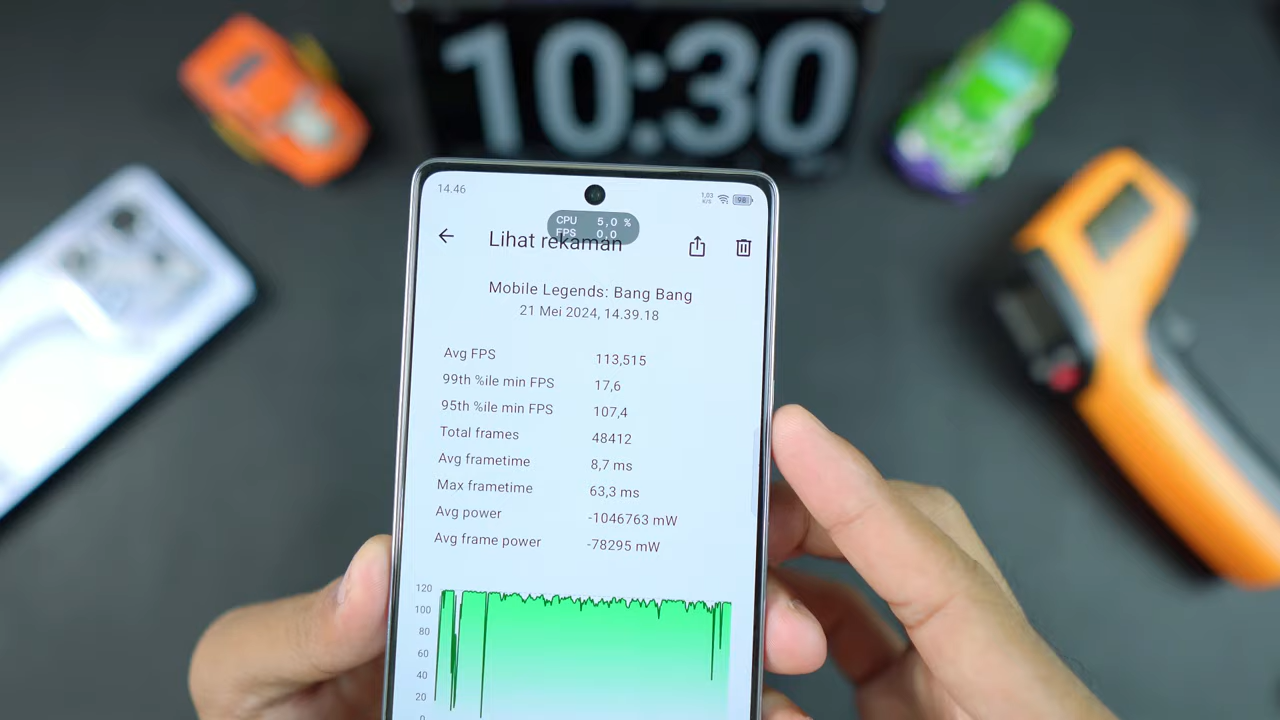 10:30
14.46
1,03
K/s
98
CPU 5,0 %
FPS 0,0
Lihat rekaman
Mobile Legends: Bang Bang
21 Mei 2024, 14.39.18
Avg FPS 113,515
99th %ile min FPS 17,6
95th %ile min FPS 107,4
Total frames 48412
Avg frametime 8,7 ms
Max frametime 63,3 ms
Avg power -1046763 mW
Avg frame power -78295 mW
120
100
80
60
40
20
0